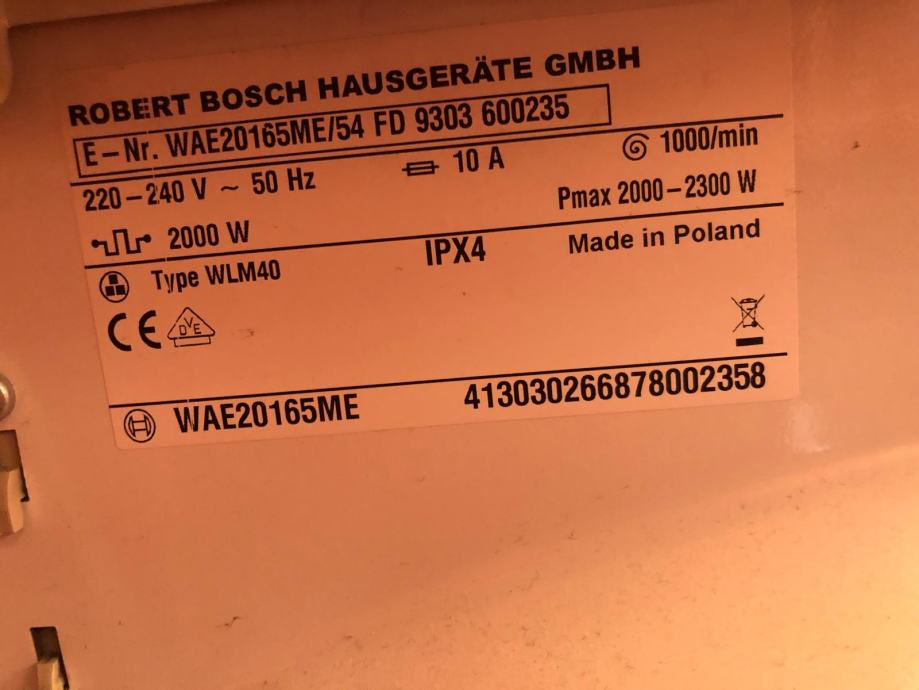 ROBERT BOSCH HAUSGERÄTE GMBH
E-Nr. WAE20165ME/54 FD 9303 600235
220-240 V ~ 50 Hz 10 A 1000/min
2000 W Pmax 2000-2300 W
Type WLM40 IPX4 Made in Poland
CE DVE
WAE20165ME 413030266878002358